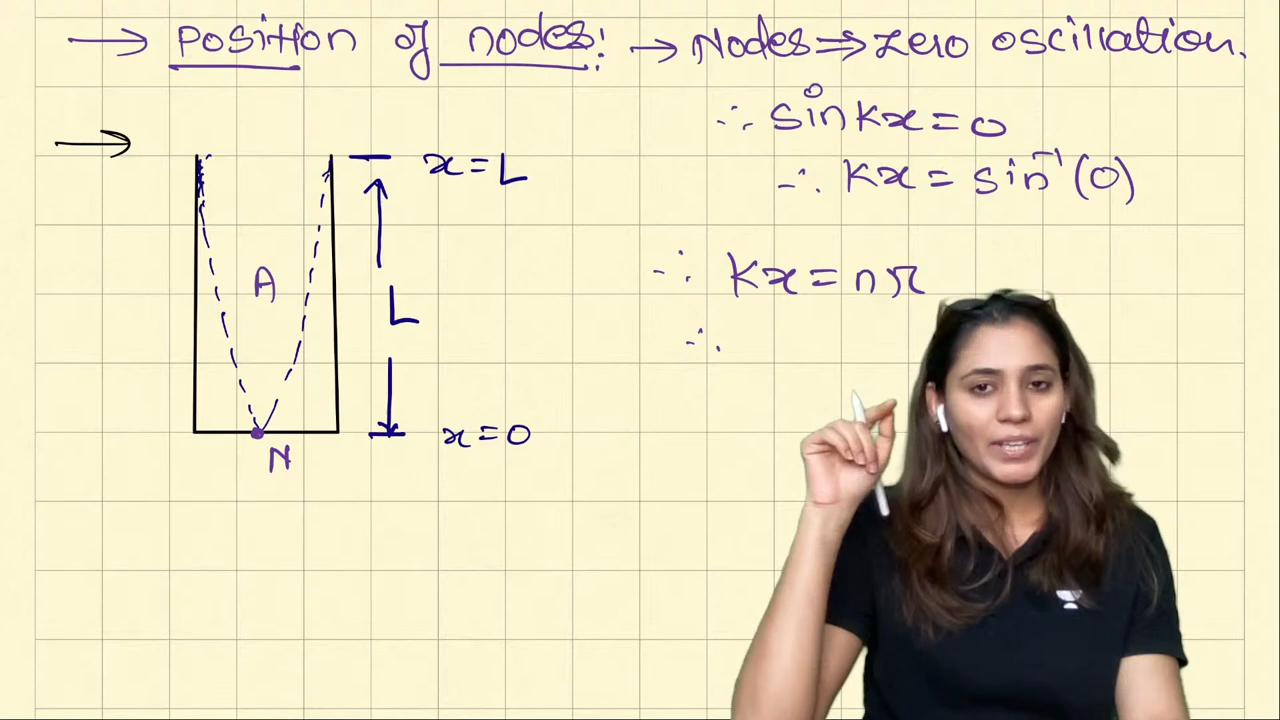 → Position of nodes: → Nodes ⇒ zero oscillation.
∴ sin kx = 0
∴ kx = sin⁻¹(0)
∴ kx = nπ
∴
x = L
A
L
x = 0
N